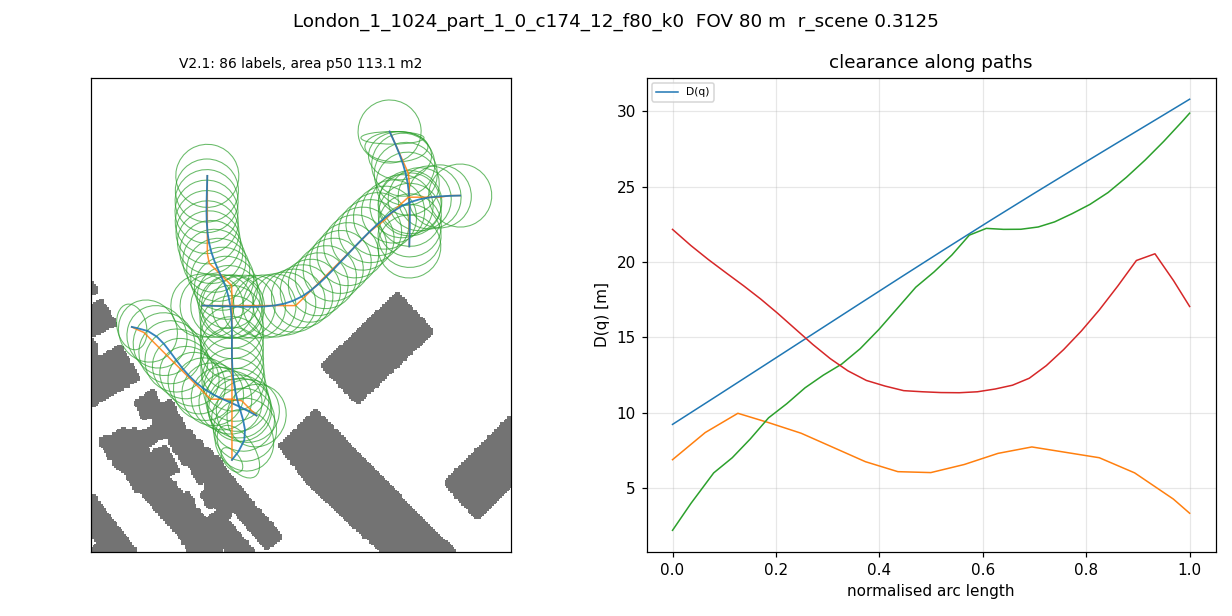 London_1_1024_part_1_0_c174_12_f80_k0  FOV 80 m  r_scene 0.3125
V2.1: 86 labels, area p50 113.1 m2
clearance along paths
D(q)
30
25
20
15
10
5
D(q) [m]
0.0 0.2 0.4 0.6 0.8 1.0
normalised arc length